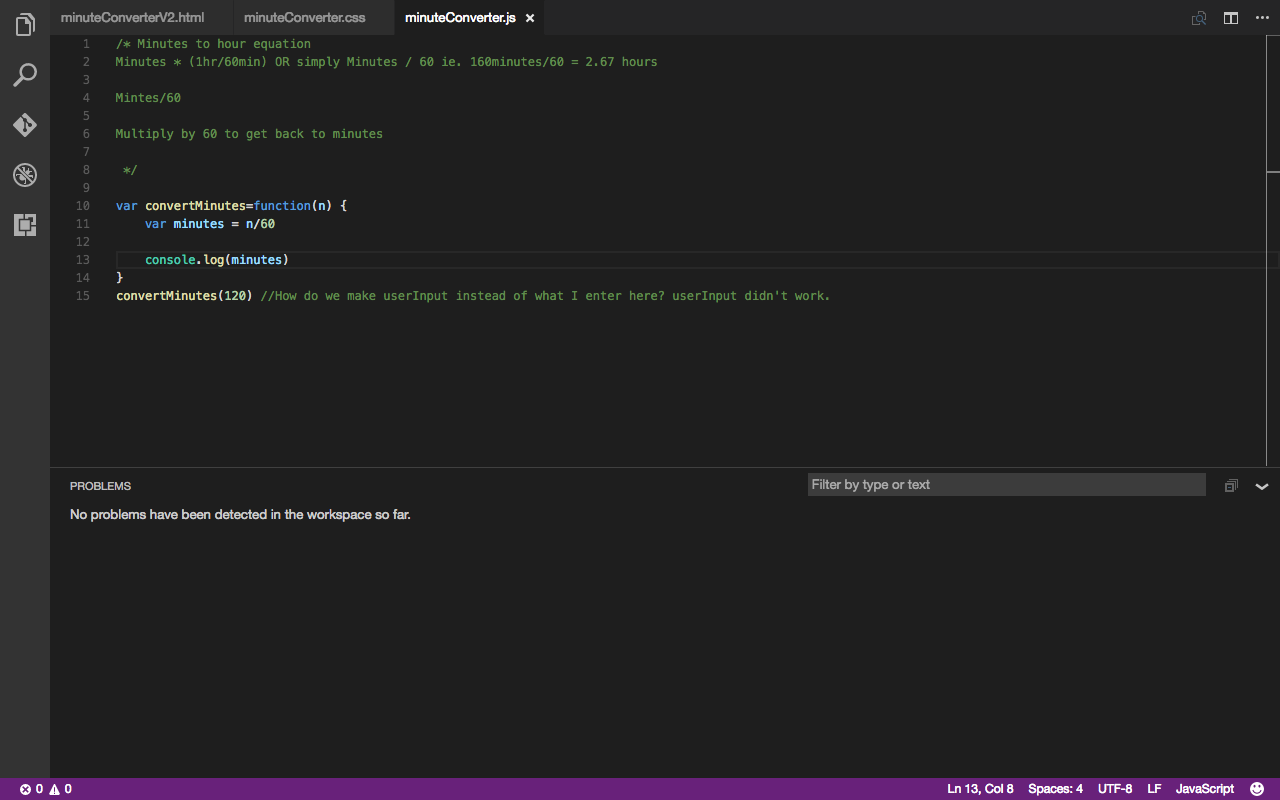 minuteConverterV2.html minuteConverter.css minuteConverter.js
1 /* Minutes to hour equation
2 Minutes * (1hr/60min) OR simply Minutes / 60 ie. 160minutes/60 = 2.67 hours
3
4 Mintes/60
5
6 Multiply by 60 to get back to minutes
7
8 */
9
10 var convertMinutes=function(n) {
11 var minutes = n/60
12
13 console.log(minutes)
14 }
15 convertMinutes(120) //How do we make userInput instead of what I enter here? userInput didn't work.
PROBLEMS Filter by type or text
No problems have been detected in the workspace so far.
0 0 Ln 13, Col 8 Spaces: 4 UTF-8 LF JavaScript